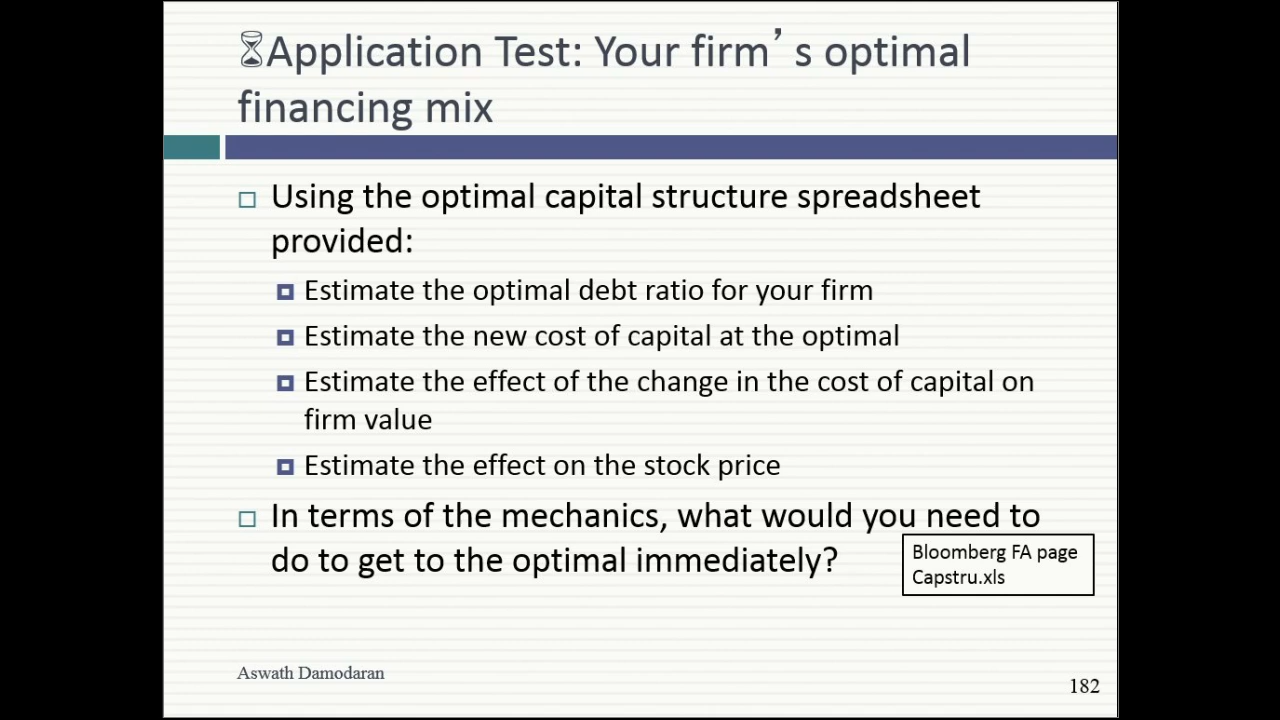 ⌛Application Test: Your firm’s optimal
financing mix
Using the optimal capital structure spreadsheet
provided:
Estimate the optimal debt ratio for your firm
Estimate the new cost of capital at the optimal
Estimate the effect of the change in the cost of capital on
firm value
Estimate the effect on the stock price
In terms of the mechanics, what would you need to
do to get to the optimal immediately?
Bloomberg FA page
Capstru.xls
Aswath Damodaran
182